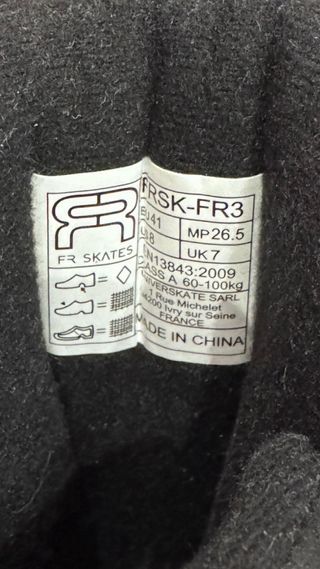 FR SKATES
FRSK-FR3
EU41
MP26.5
US8
UK7
EN13843:2009
CLASS A 60-100kg
UNIVERSKATE SARL
Rue Michelet
94200 Ivry sur Seine
FRANCE
MADE IN CHINA